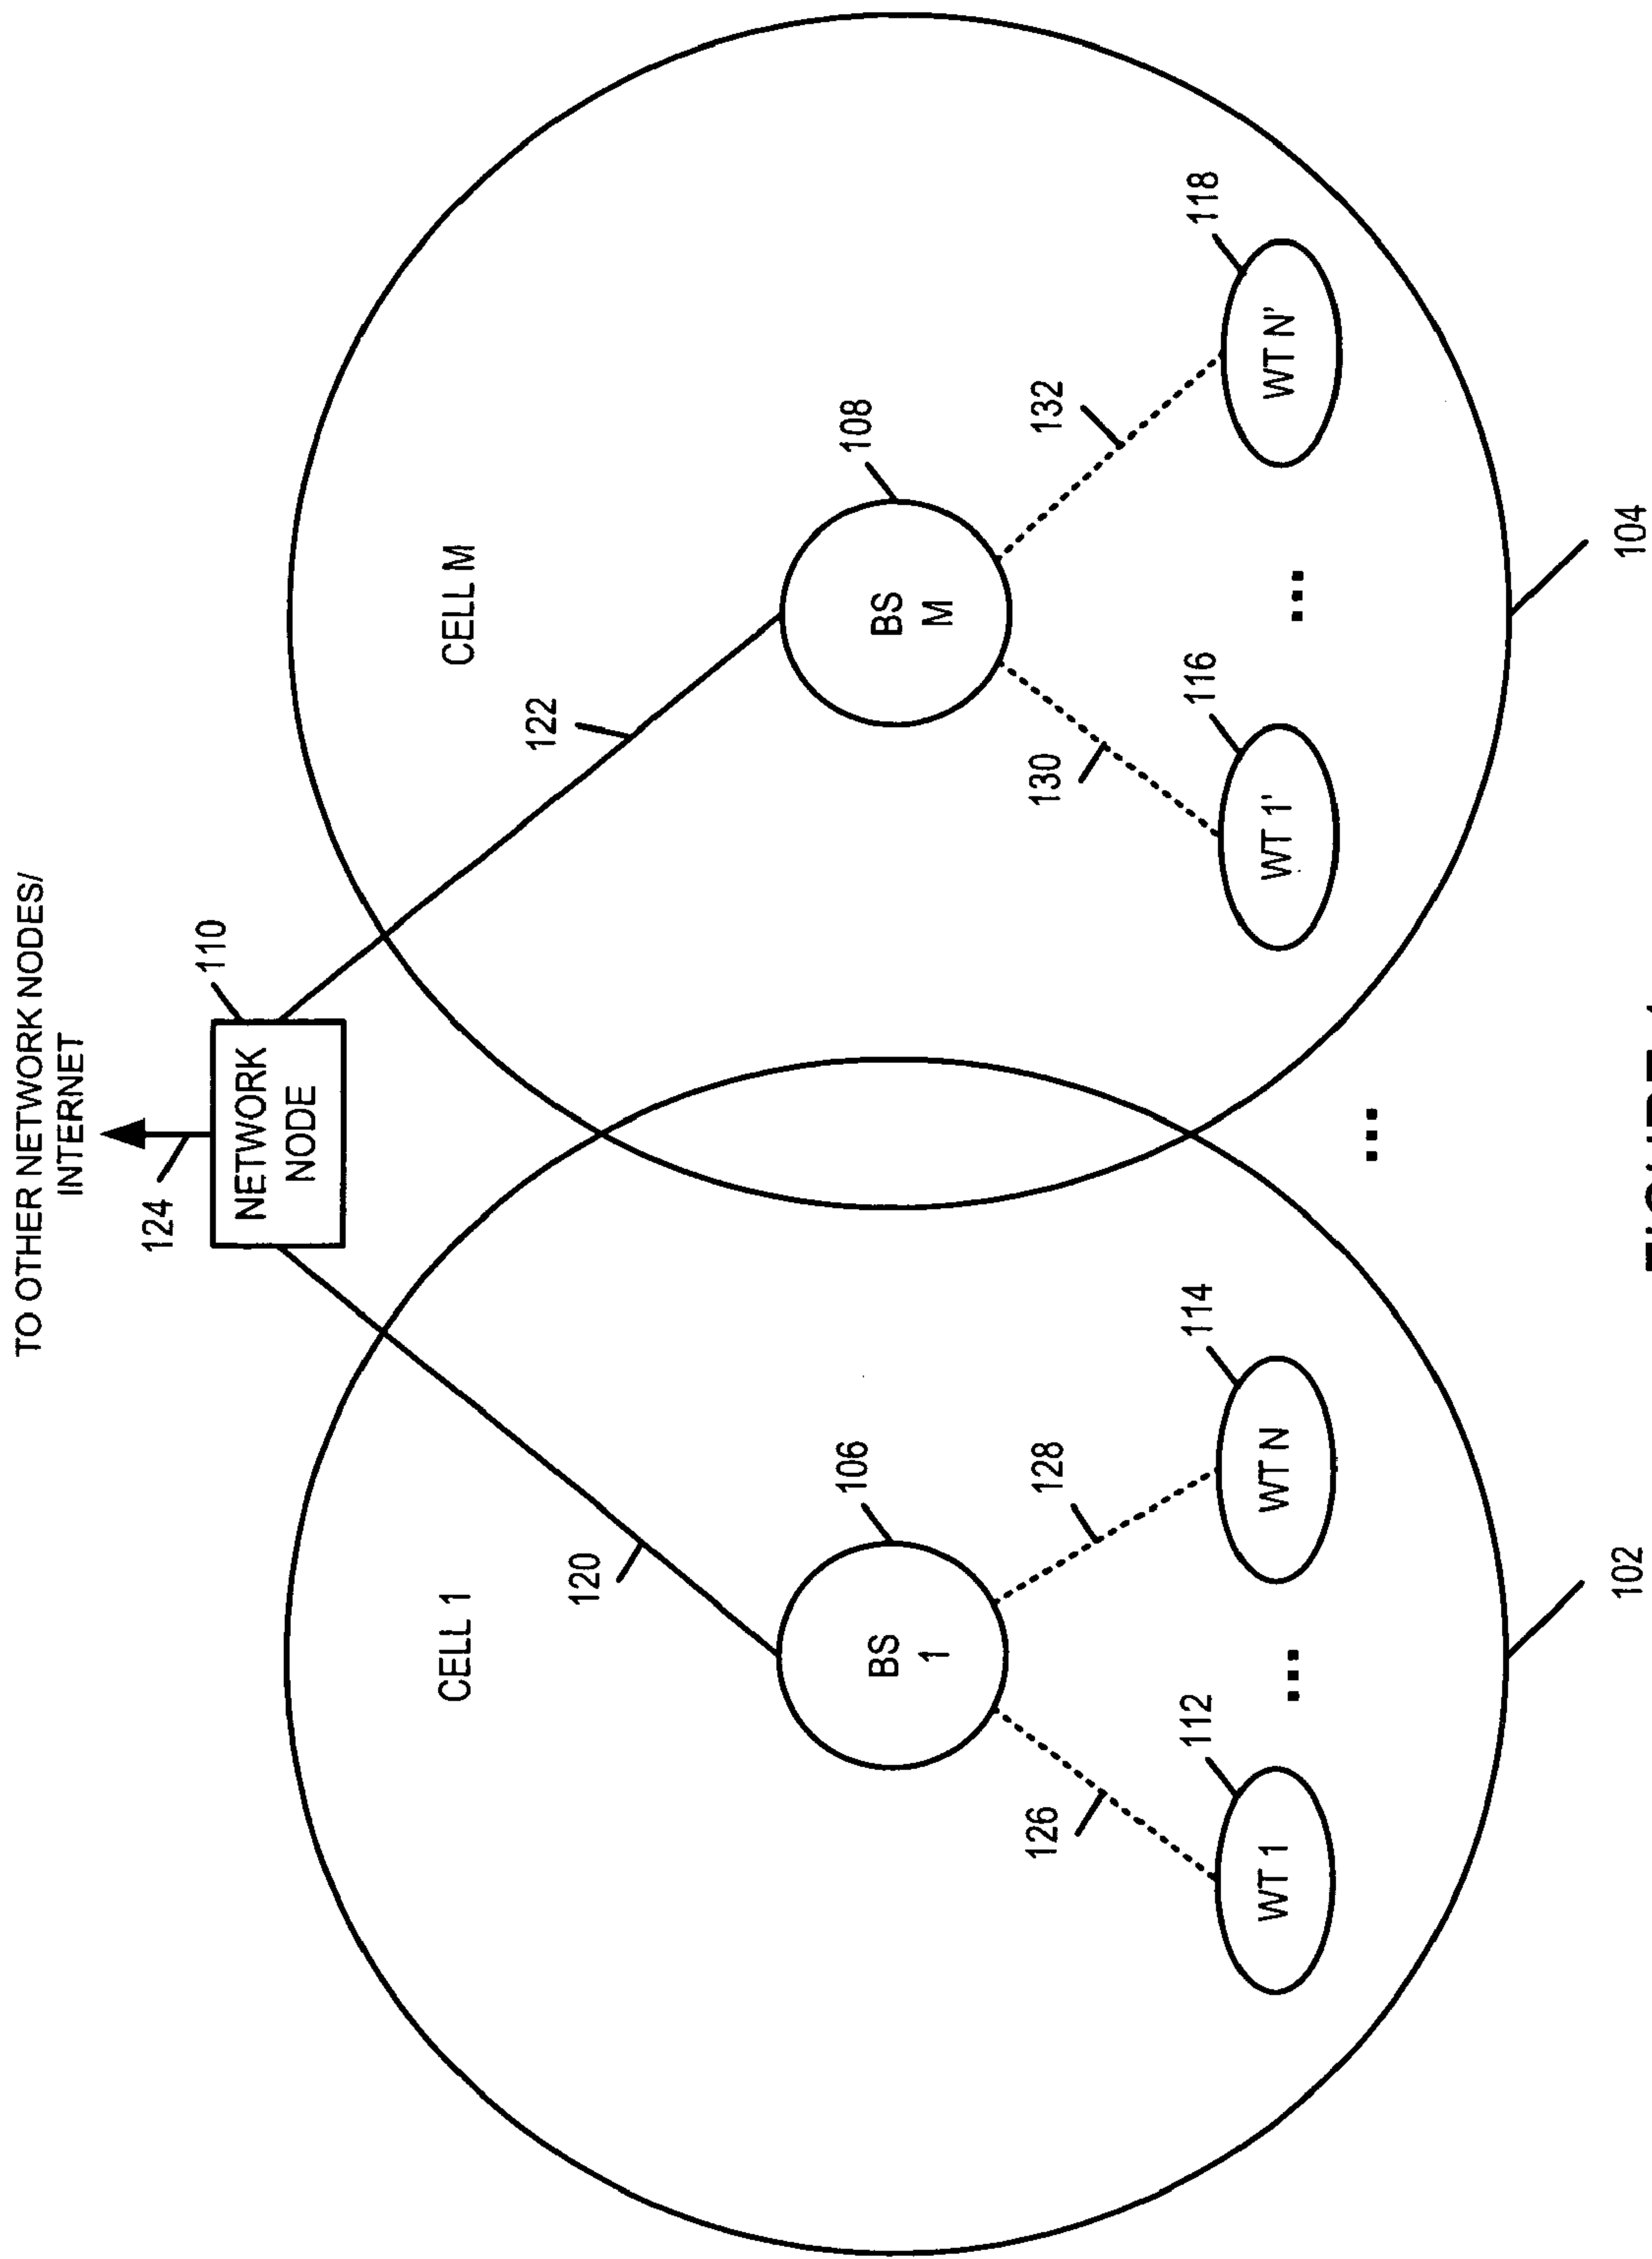 TO OTHER NETWORK NODES/
INTERNET
124
110
NETWORK
NODE
CELL 1
CELL M
120
122
106
108
BS
1
BS
M
126
128
130
132
112
114
116
118
WT 1
...
WT N
WT 1'
...
WT N'
...
102
104
FIGURE